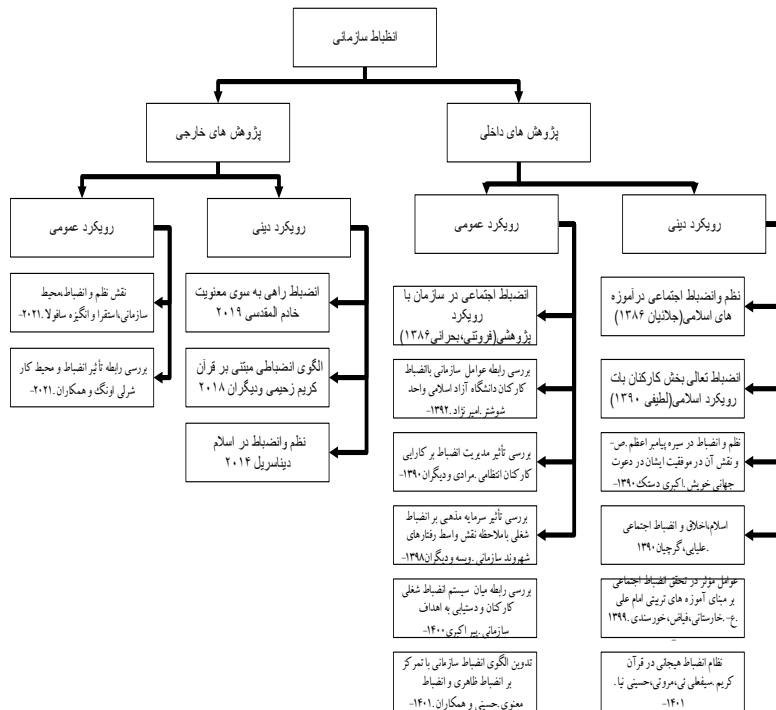 انظباط سازمانی
پژوهش های داخلی
پژوهش های خارجی
رویکرد دینی
رویکرد عمومی
رویکرد دینی
رویکرد عمومی
نظم وانضباط اجتماعی درآموزه
های اسلامی(جلائیان ۱۳۸۶)
انضباط تعالی بخش کارکنان بات
رویکرد اسلامی(لطیفی ۱۳۹۰)
نظم و انضباط در سیره پیامبر اعظم.ص-
و نقش آن در موفقیت ایشان در دعوت
جهانی خویش.اکبری دستک۱۳۹۰-
اسلام،اخلاق و انضباط اجتماعی
.علیایی،گرچیان۱۳۹۰
عوامل مؤثر در تحقق انضباط اجتماعی
بر مبنای آموزه های تربیتی امام علی
.ع-.خارستانی،فیاض،خورسندی.۱۳۹۹
-
نظام انضباط هیجانی در قرآن
کریم.سیفعلی ئی،مروتی،حسینی نیا.
۱۴۰۱-
انضباط اجتماعی در سازمان با
رویکرد
پژوهشی(فروتنی،بحرانی۱۳۸۶)
بررسی رابطه عوامل سازمانی باانضباط
کارکنان دانشگاه آزاد اسلامی واحد
شوشتر.امیرنژاد.۱۳۹۲-
بررسی تأثیر مدیریت انضباط بر کارایی
کارکنان انتظامی.مرادی ودیگران۱۳۹۰-
بررسی تأثیر سرمایه مذهبی بر انضباط
شغلی باملاحظه نقش واسط رفتارهای
شهروند سازمانی.ویسه ودیگران۱۳۹۸-
بررسی رابطه میان سیستم انضباط شغلی
کارکنان و دستیابی به اهداف
سازمانی.پیر اکبری۱۴۰۰-
تدوین الگوی انضباط سازمانی با تمرکز
بر انضباط ظاهری و انضباط
معنوی.حسینی و همکاران.۱۴۰۱-
انضباط راهی به سوی معنویت
خادم المقدسی ۲۰۱۹
الگوی انضباطی مبتنی بر قرآن
کریم زحیمی ودیگران ۲۰۱۸
نظم وانضباط در اسلام
دیناسریل ۲۰۱۴
نقش نظم و انضباط،محیط
سازمانی،استقرا و انگیزه سافولا.۲۰۲۱-
بررسی رابطه تأثیر انضباط و محیط کار
شرلی اونگ و همکاران.۲۰۲۱-